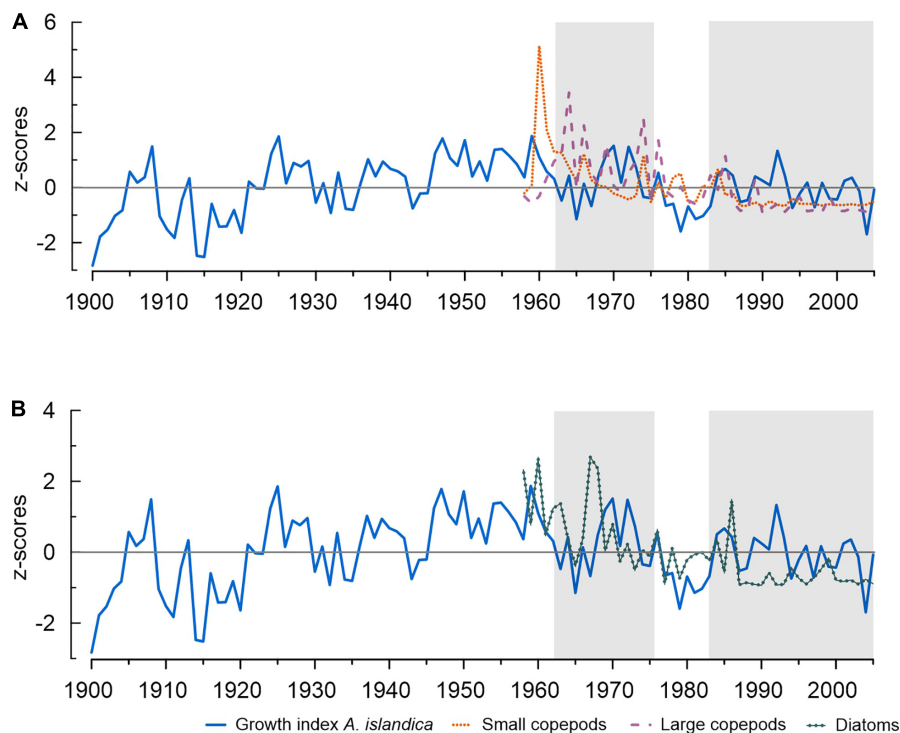 A
z-scores
6
4
2
0
-2
1900 1910 1920 1930 1940 1950 1960 1970 1980 1990 2000
B
z-scores
4
2
0
-2
1900 1910 1920 1930 1940 1950 1960 1970 1980 1990 2000
Growth index A. islandica Small copepods Large copepods Diatoms